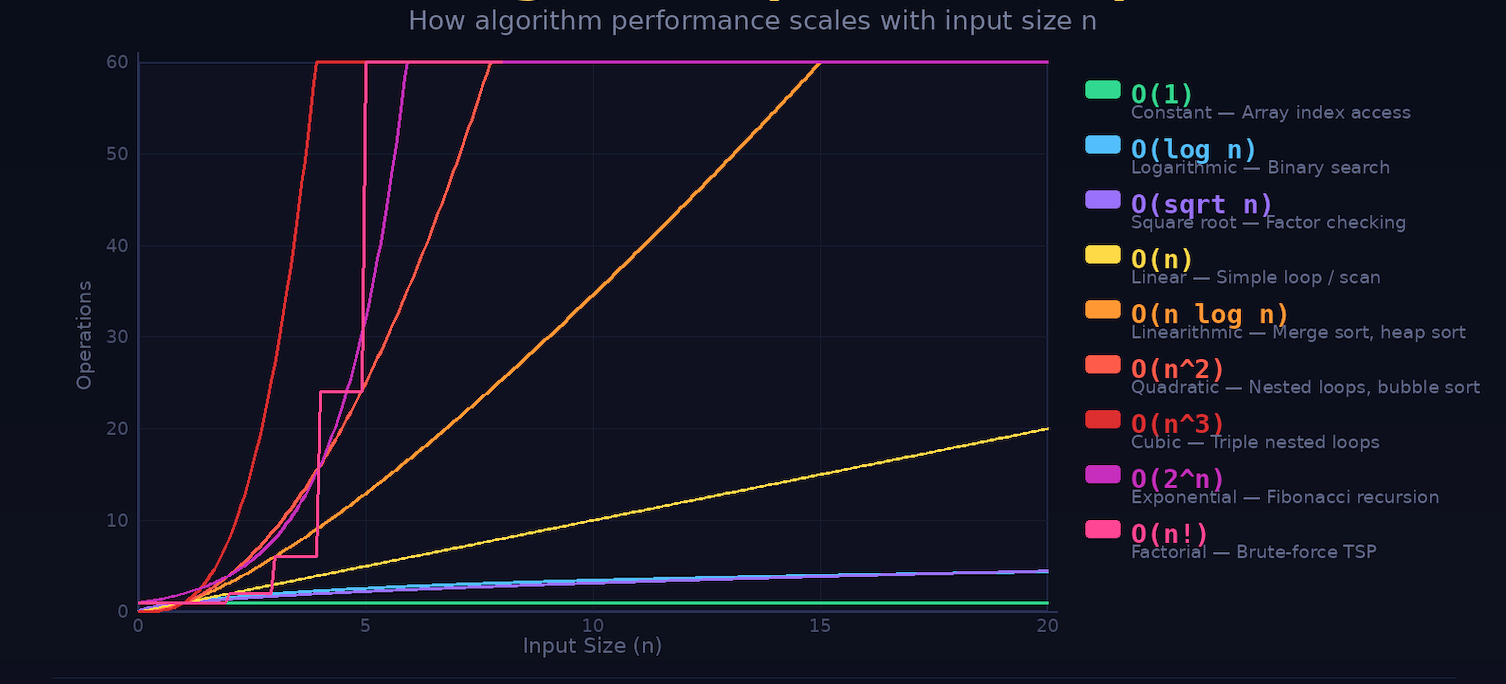 How algorithm performance scales with input size n
60
50
40
30
20
10
0
Operations
0 5 10 15 20
Input Size (n)
O(1)
Constant — Array index access
O(log n)
Logarithmic — Binary search
O(sqrt n)
Square root — Factor checking
O(n)
Linear — Simple loop / scan
O(n log n)
Linearithmic — Merge sort, heap sort
O(n^2)
Quadratic — Nested loops, bubble sort
O(n^3)
Cubic — Triple nested loops
O(2^n)
Exponential — Fibonacci recursion
O(n!)
Factorial — Brute-force TSP